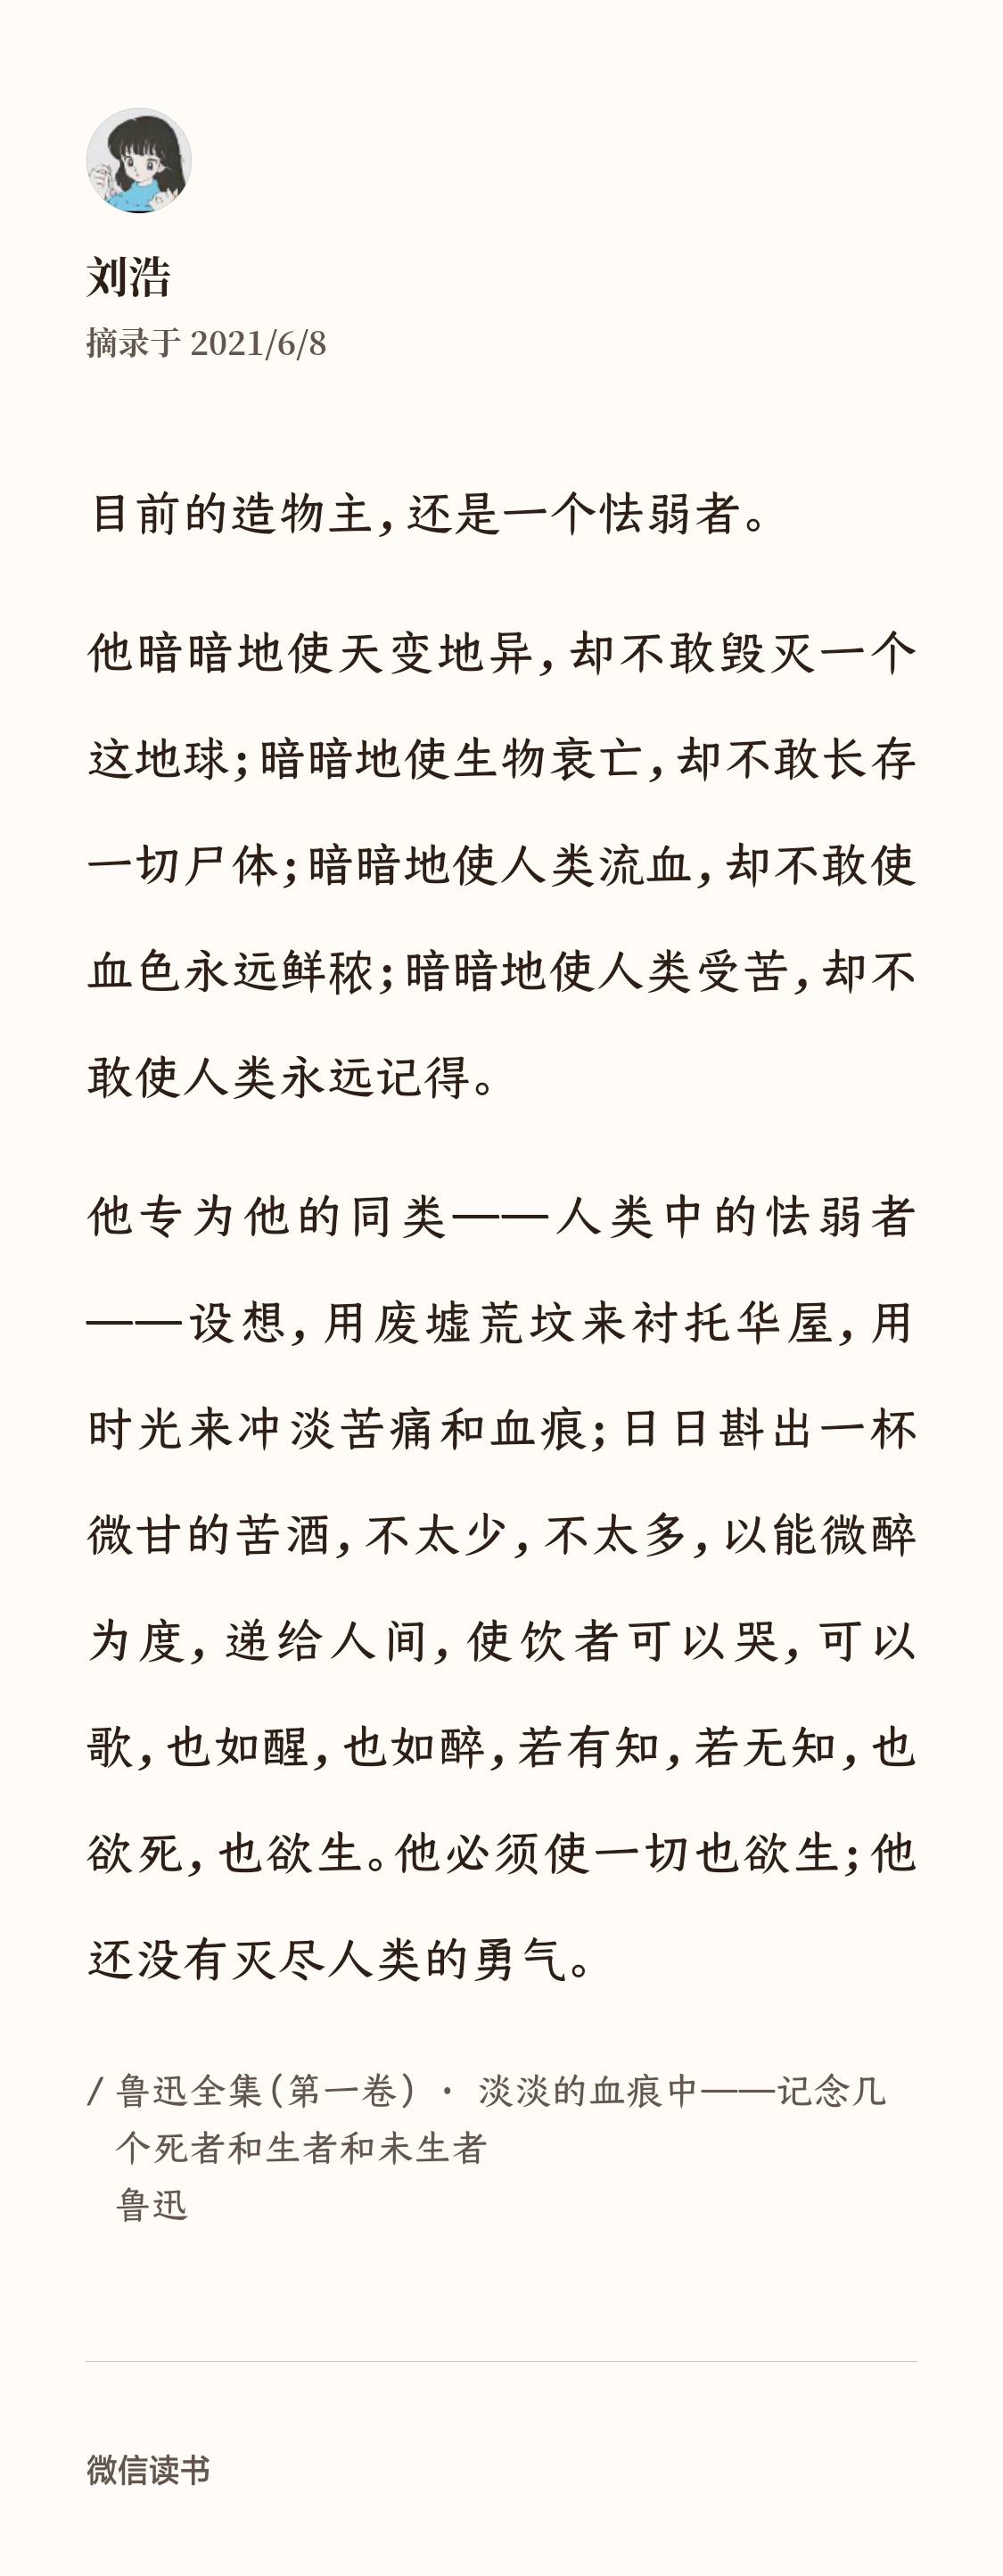 刘浩
摘录于 2021/6/8
目前的造物主，还是一个怯弱者。
他暗暗地使天变地异，却不敢毁灭一个
这地球；暗暗地使生物衰亡，却不敢长存
一切尸体；暗暗地使人类流血，却不敢使
血色永远鲜秾；暗暗地使人类受苦，却不
敢使人类永远记得。
他专为他的同类——人类中的怯弱者
——设想，用废墟荒坟来衬托华屋，用
时光来冲淡苦痛和血痕；日日斟出一杯
微甘的苦酒，不太少，不太多，以能微醉
为度，递给人间，使饮者可以哭，可以
歌，也如醒，也如醉，若有知，若无知，也
欲死，也欲生。他必须使一切也欲生；他
还没有灭尽人类的勇气。
/ 鲁迅全集(第一卷) · 淡淡的血痕中——记念几
个死者和生者和未生者
鲁迅
微信读书